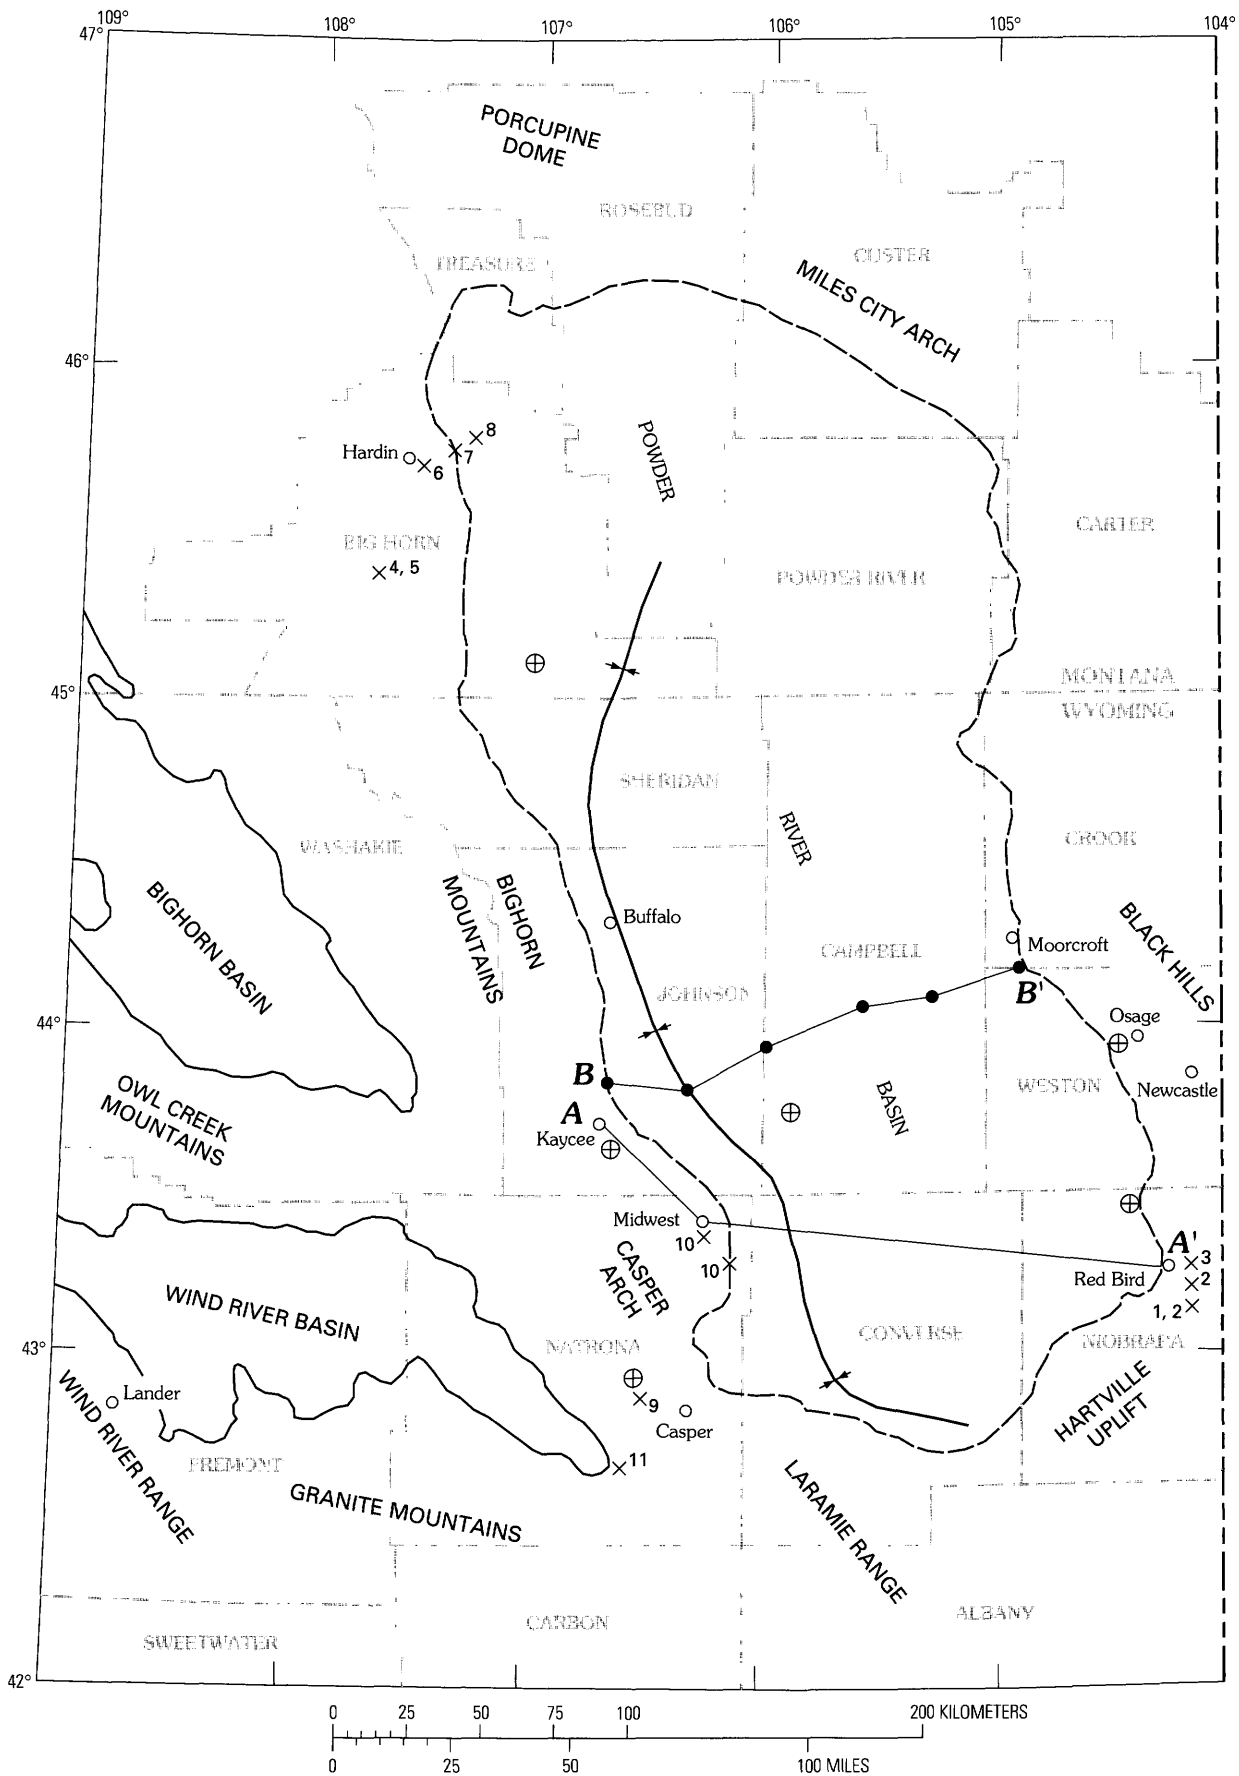 109°
108°
107°
106°
105°
104°
47°
PORCUPINE
DOME
ROSEBUD
CUSTER
TREASURE
MILES CITY ARCH
46°
POWDER
8
Hardin
7
6
CARTER
BIG HORN
4, 5
POWDER RIVER
MONTANA
45°
WYOMING
SHERIDAN
RIVER
CROOK
WASHAKIE
BIGHORN
MOUNTAINS
BIGHORN BASIN
Buffalo
BLACK HILLS
Moorcroft
CAMPBELL
JOHNSON
B'
44°
Osage
B
WESTON
Newcastle
OWL CREEK
MOUNTAINS
BASIN
A
Kaycee
Midwest
10
A'
3
CASPER
ARCH
10
Red Bird
2
WIND RIVER BASIN
1, 2
CONVERSE
NIOBRARA
43°
NATRONA
WIND RIVER RANGE
Lander
9
Casper
HARTVILLE
UPLIFT
11
FREMONT
GRANITE MOUNTAINS
LARAMIE RANGE
CARBON
ALBANY
SWEETWATER
42°
0 25 50 75 100 200 KILOMETERS
0 25 50 100 MILES